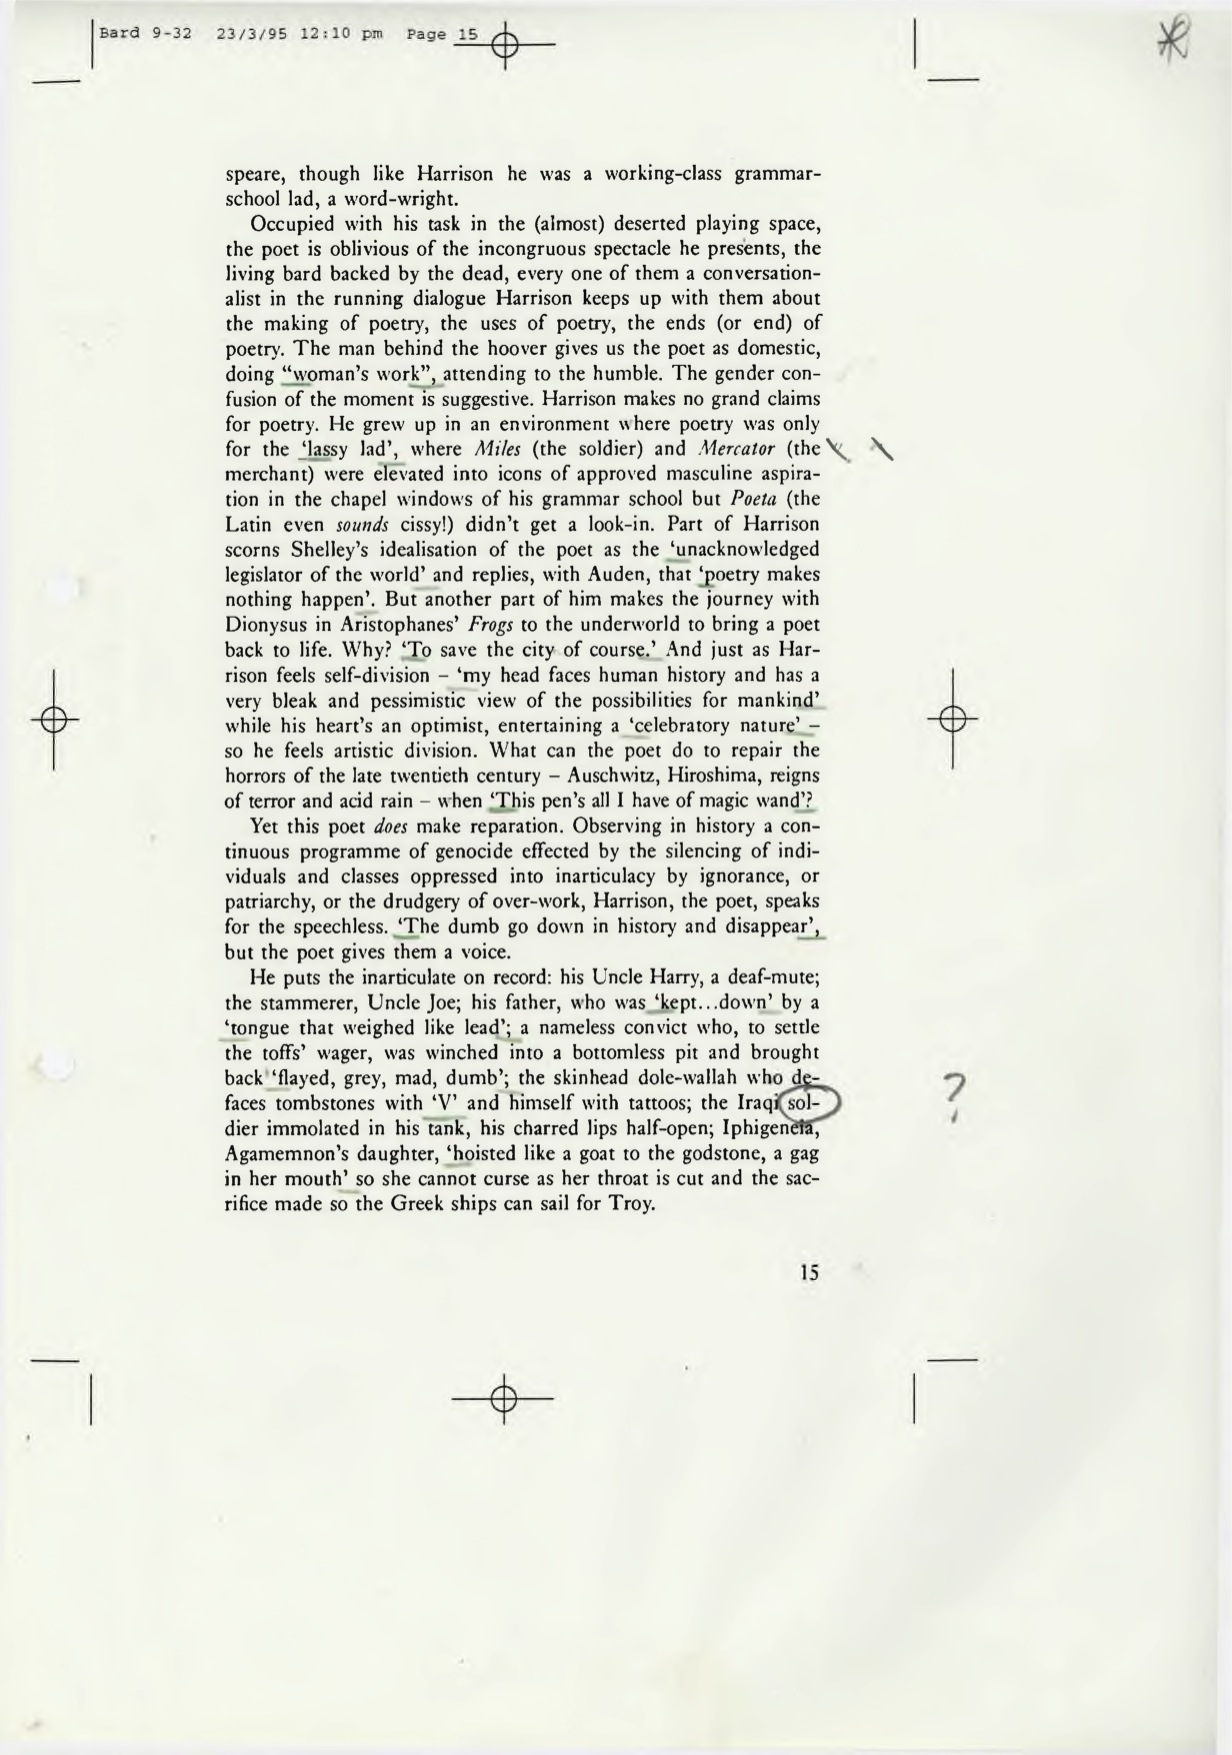 Bard 9-32 23/3/95 12:10 pm Page 15
speare, though like Harrison he was a working-class grammar-
school lad, a word-wright.
Occupied with his task in the (almost) deserted playing space,
the poet is oblivious of the incongruous spectacle he presents, the
living bard backed by the dead, every one of them a conversation-
alist in the running dialogue Harrison keeps up with them about
the making of poetry, the uses of poetry, the ends (or end) of
poetry. The man behind the hoover gives us the poet as domestic,
doing “woman’s work”, attending to the humble. The gender con-
fusion of the moment is suggestive. Harrison makes no grand claims
for poetry. He grew up in an environment where poetry was only
for the ‘lassy lad’, where Miles (the soldier) and Mercator (the
merchant) were elevated into icons of approved masculine aspira-
tion in the chapel windows of his grammar school but Poeta (the
Latin even sounds cissy!) didn’t get a look-in. Part of Harrison
scorns Shelley’s idealisation of the poet as the ‘unacknowledged
legislator of the world’ and replies, with Auden, that ‘poetry makes
nothing happen’. But another part of him makes the journey with
Dionysus in Aristophanes’ Frogs to the underworld to bring a poet
back to life. Why? ‘To save the city of course.’ And just as Har-
rison feels self-division – ‘my head faces human history and has a
very bleak and pessimistic view of the possibilities for mankind’
while his heart’s an optimist, entertaining a ‘celebratory nature’ –
so he feels artistic division. What can the poet do to repair the
horrors of the late twentieth century – Auschwitz, Hiroshima, reigns
of terror and acid rain – when ‘This pen’s all I have of magic wand’?
Yet this poet does make reparation. Observing in history a con-
tinuous programme of genocide effected by the silencing of indi-
viduals and classes oppressed into inarticulacy by ignorance, or
patriarchy, or the drudgery of over-work, Harrison, the poet, speaks
for the speechless. ‘The dumb go down in history and disappear’,
but the poet gives them a voice.
He puts the inarticulate on record: his Uncle Harry, a deaf-mute;
the stammerer, Uncle Joe; his father, who was ‘kept...down’ by a
‘tongue that weighed like lead’; a nameless convict who, to settle
the toffs’ wager, was winched into a bottomless pit and brought
back ‘flayed, grey, mad, dumb’; the skinhead dole-wallah who de-
faces tombstones with ‘V’ and himself with tattoos; the Iraqi sol-
?
dier immolated in his tank, his charred lips half-open; Iphigeneia,
Agamemnon’s daughter, ‘hoisted like a goat to the godstone, a gag
in her mouth’ so she cannot curse as her throat is cut and the sac-
rifice made so the Greek ships can sail for Troy.
15